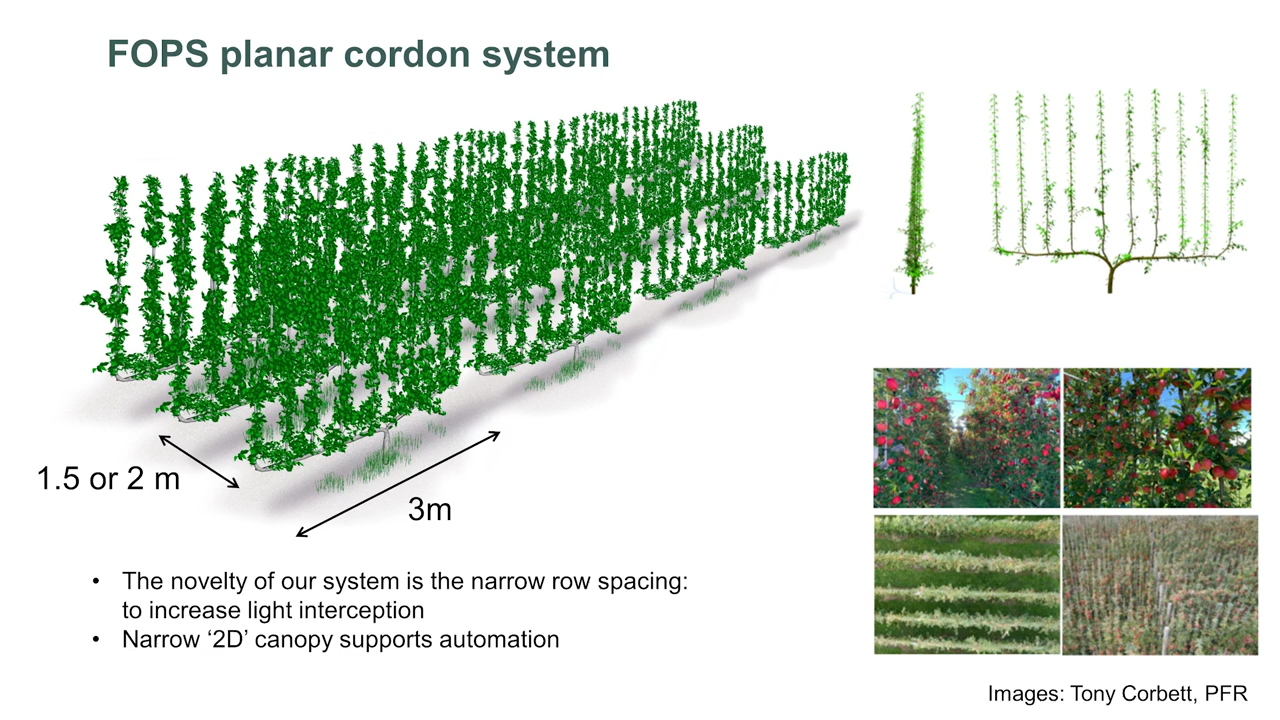 FOPS planar cordon system
1.5 or 2 m
3m
• The novelty of our system is the narrow row spacing:
to increase light interception
• Narrow ‘2D’ canopy supports automation
Images: Tony Corbett, PFR